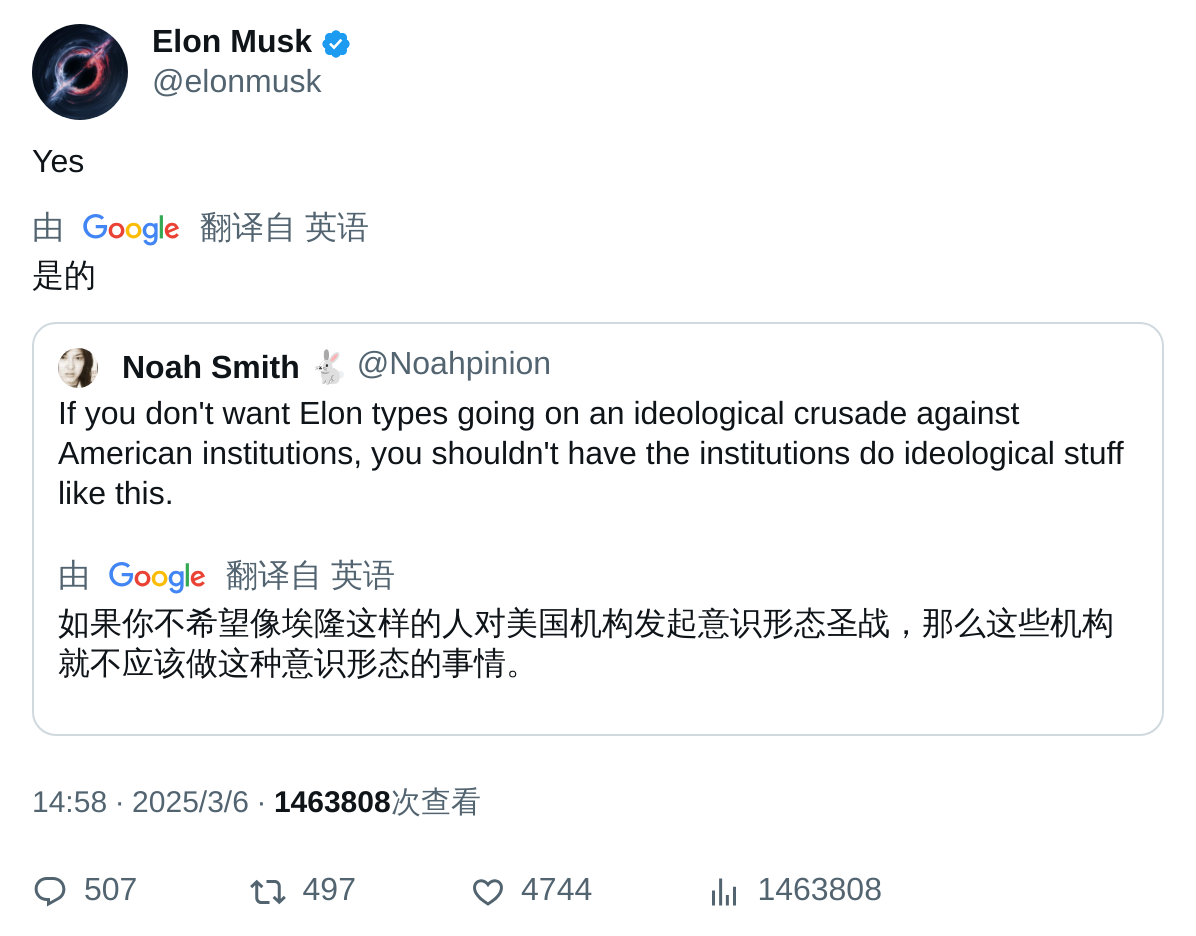 Elon Musk
@elonmusk
Yes
由 Google 翻译自 英语
是的
Noah Smith 🐇 @Noahpinion
If you don't want Elon types going on an ideological crusade against
American institutions, you shouldn't have the institutions do ideological stuff
like this.
由 Google 翻译自 英语
如果你不希望像埃隆这样的人对美国机构发起意识形态圣战，那么这些机构
就不应该做这种意识形态的事情。
14:58 · 2025/3/6 · 1463808次查看
507 497 4744 1463808